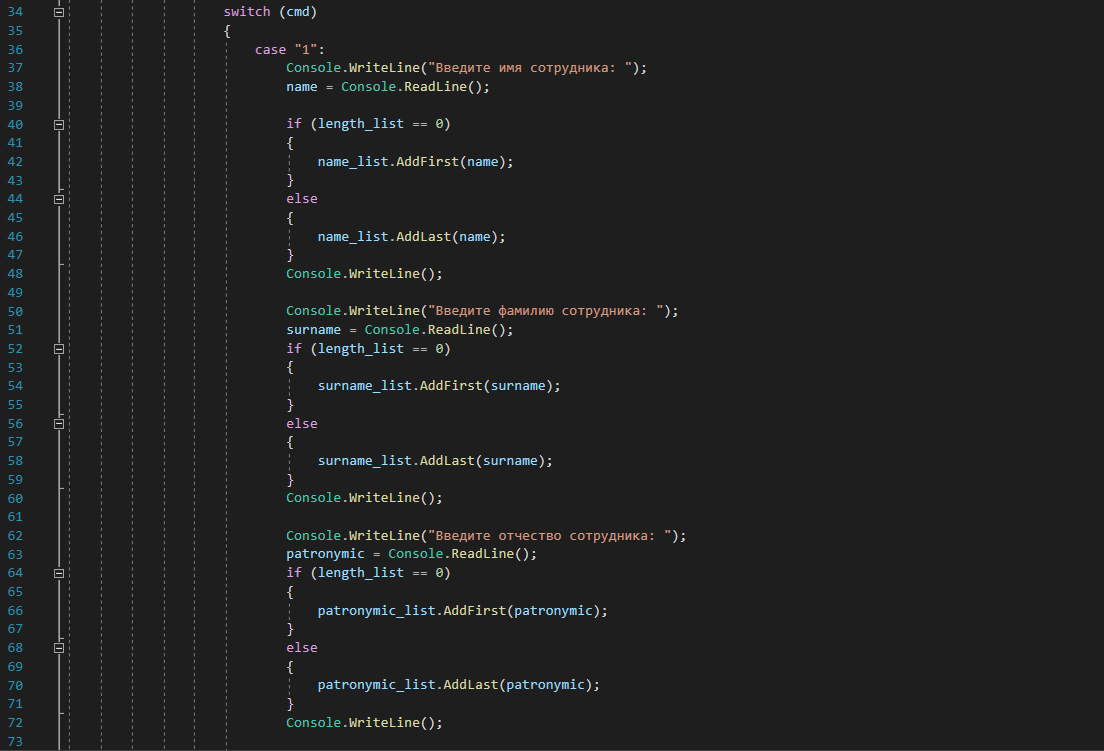 34 switch (cmd)
35 {
36 case "1":
37 Console.WriteLine("Введите имя сотрудника: ");
38 name = Console.ReadLine();
39
40 if (length_list == 0)
41 {
42 name_list.AddFirst(name);
43 }
44 else
45 {
46 name_list.AddLast(name);
47 }
48 Console.WriteLine();
49
50 Console.WriteLine("Введите фамилию сотрудника: ");
51 surname = Console.ReadLine();
52 if (length_list == 0)
53 {
54 surname_list.AddFirst(surname);
55 }
56 else
57 {
58 surname_list.AddLast(surname);
59 }
60 Console.WriteLine();
61
62 Console.WriteLine("Введите отчество сотрудника: ");
63 patronymic = Console.ReadLine();
64 if (length_list == 0)
65 {
66 patronymic_list.AddFirst(patronymic);
67 }
68 else
69 {
70 patronymic_list.AddLast(patronymic);
71 }
72 Console.WriteLine();
73